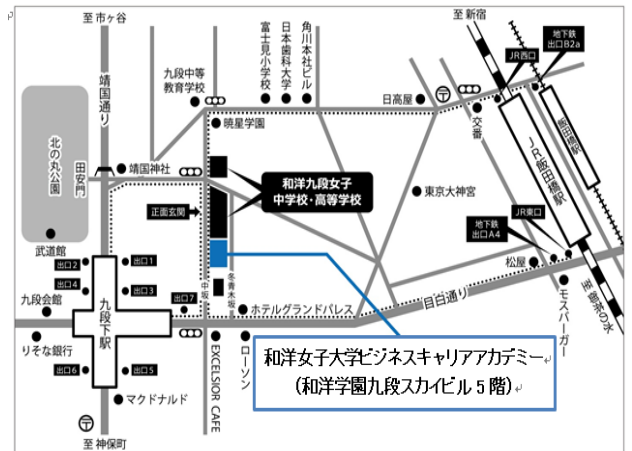 至 市ヶ谷
至 新宿
靖国通り
九段中等
教育学校
富士見小学校
日本歯科大学
角川本社ビル
日高屋
交番
JR西口
地下鉄
出口B2a
飯田橋駅
JR飯田橋駅
暁星学園
北の丸公園
田安門
靖国神社
和洋九段女子
中学校・高等学校
東京大神宮
正面玄関
JR東口
地下鉄
出口A4
松屋
モスバーガー
至 御茶の水
武道館
出口2
出口1
出口4
出口3
出口7
中坂
冬青木坂
九段会館
九段下駅
ホテルグランドパレス
目白通り
りそな銀行
EXCELSIOR CAFE
ローソン
和洋女子大学ビジネスキャリアアカデミー
（和洋学園九段スカイビル5階）
出口6
出口5
マクドナルド
至 神保町